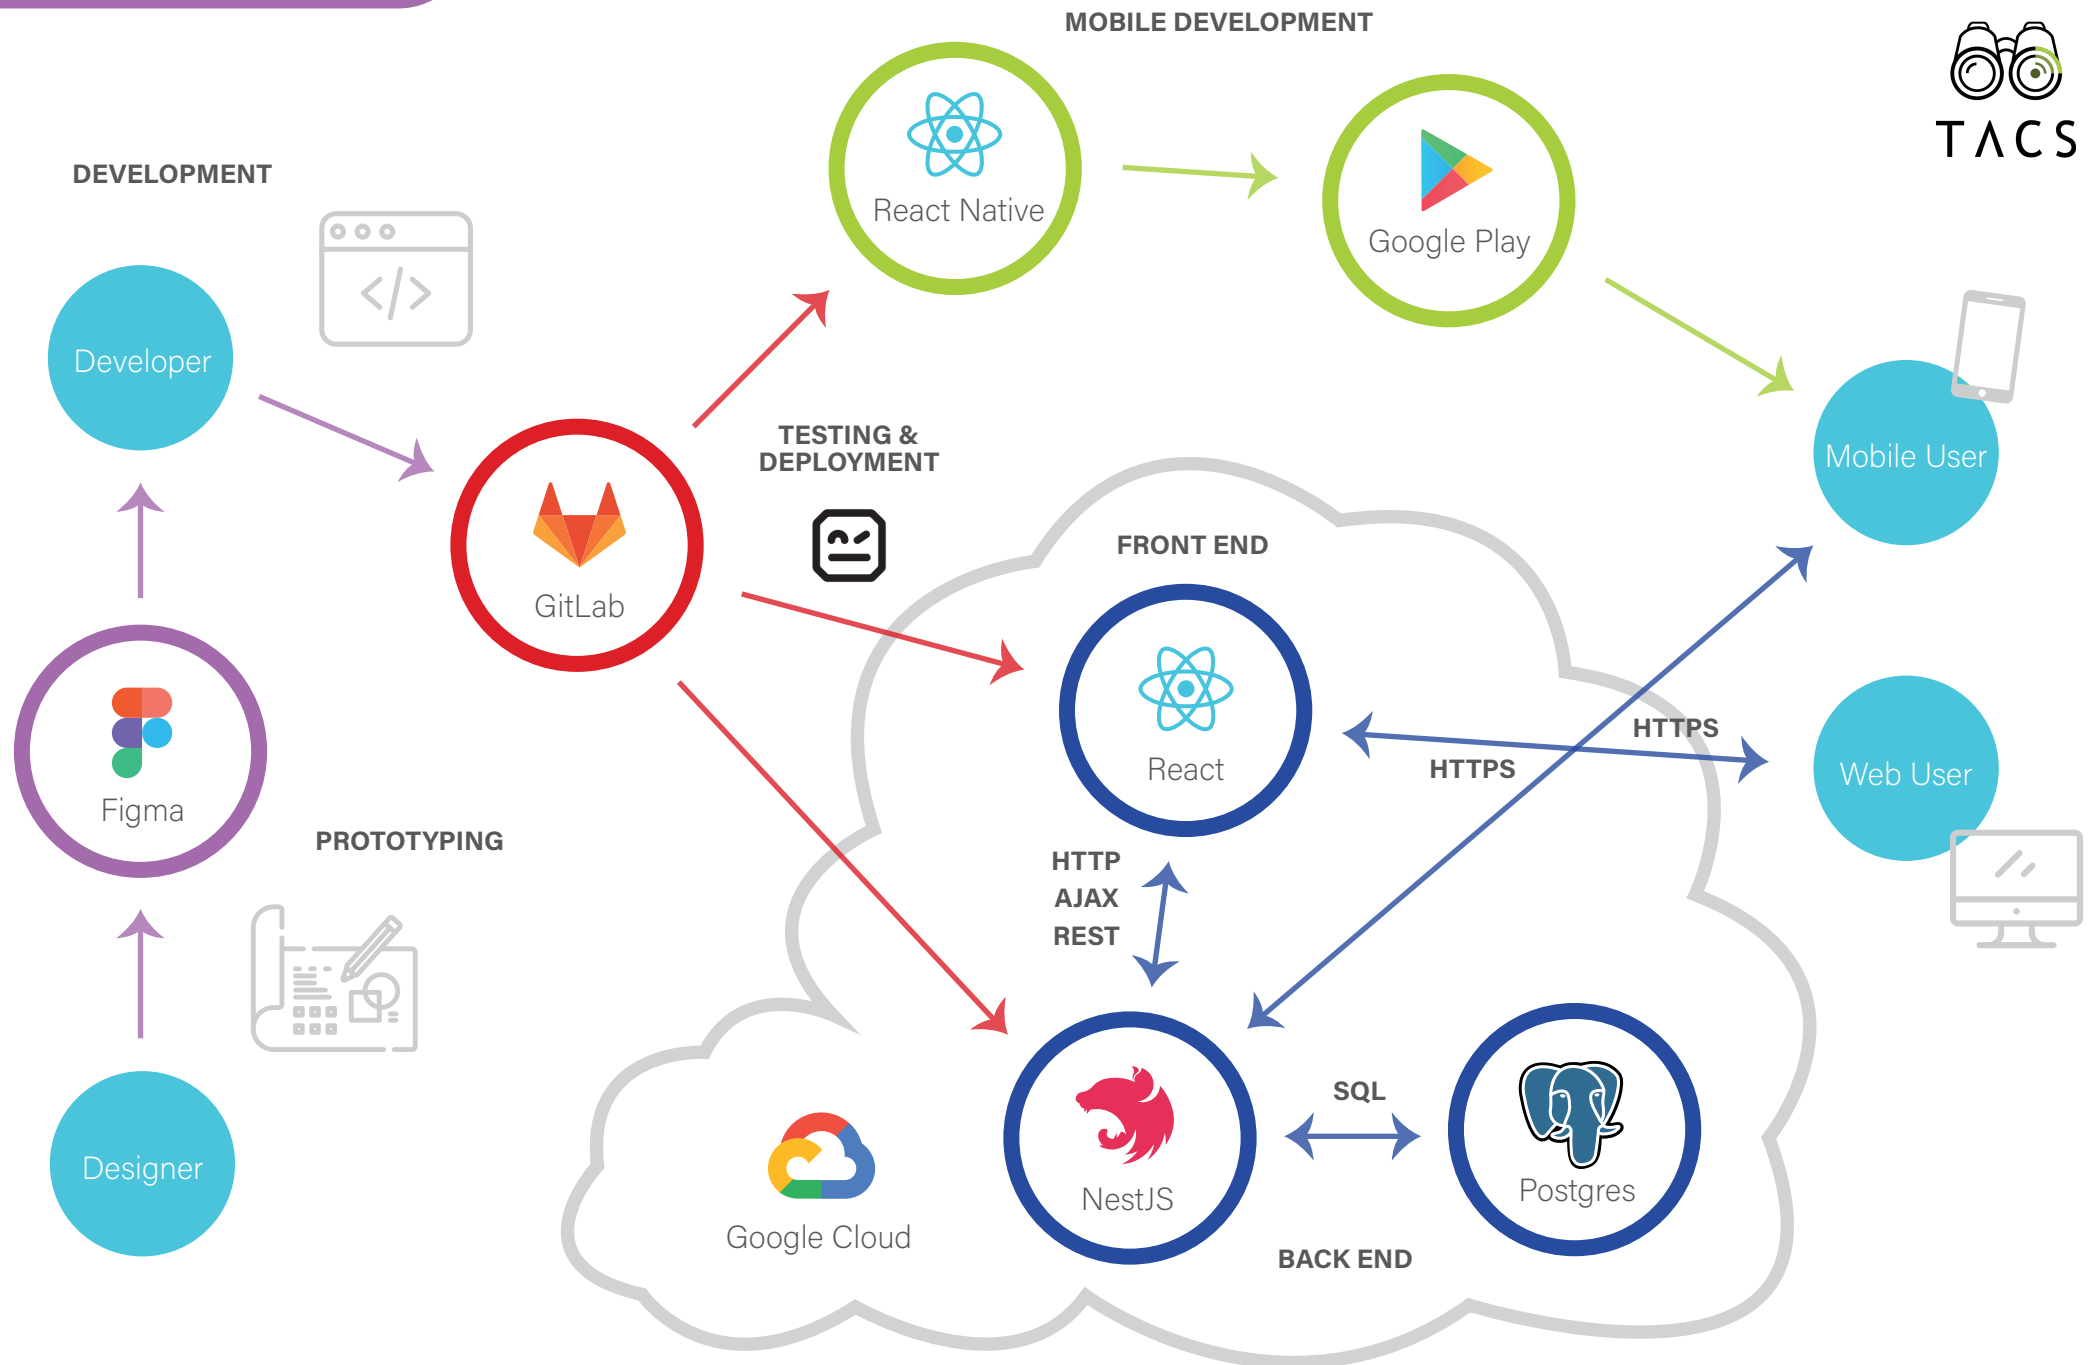 MOBILE DEVELOPMENT
TACS
DEVELOPMENT
React Native
Google Play
Developer
TESTING &
DEPLOYMENT
Mobile User
FRONT END
GitLab
HTTPS
HTTPS
React
Web User
Figma
PROTOTYPING
HTTP
AJAX
REST
SQL
Designer
NestJS
Postgres
Google Cloud
BACK END